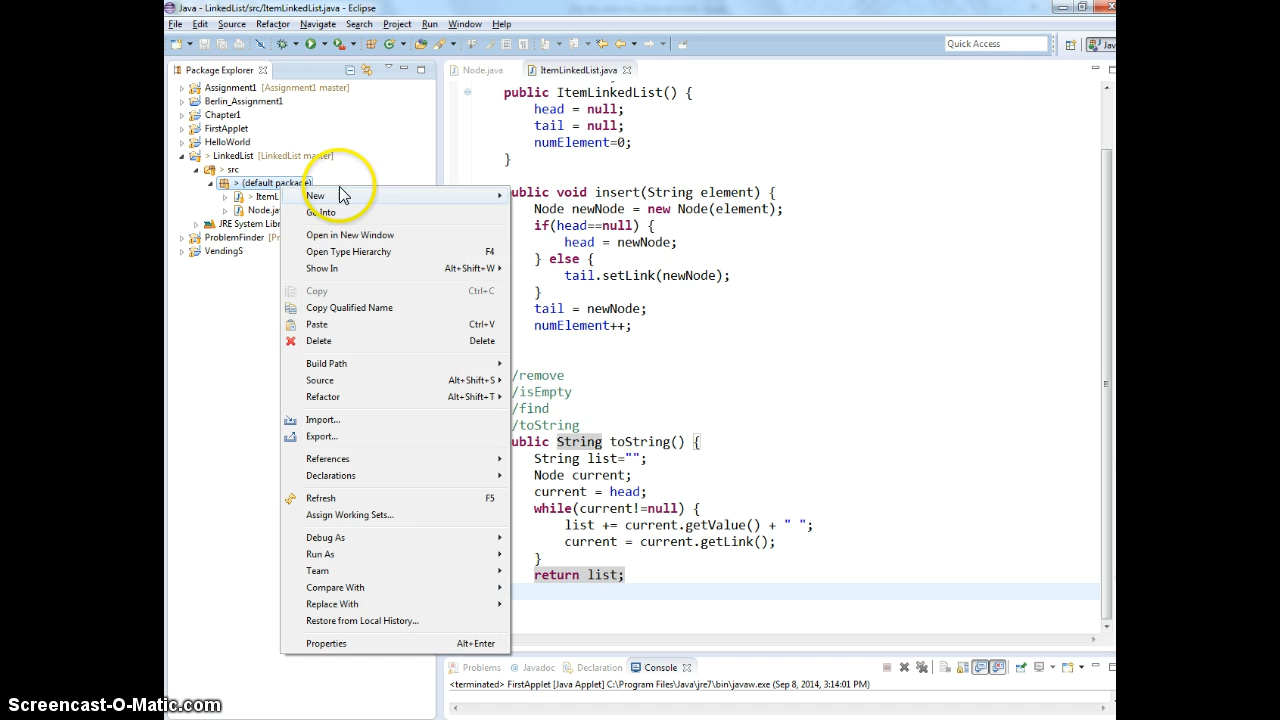 Java - LinkedList/src/ItemLinkedList.java - Eclipse
File Edit Source Refactor Navigate Search Project Run Window Help
Quick Access
Package Explorer
Assignment1 [Assignment1 master]
Berlin_Assignment1
Chapter1
FirstApplet
HelloWorld
> LinkedList [LinkedList master]
> src
> (default package)
JRE System
VendingS
New
Go Into
Open in New Window
Open Type Hierarchy F4
Show In Alt+Shift+W
Copy Ctrl+C
Copy Qualified Name
Paste Ctrl+V
Delete Delete
Build Path
Source Alt+Shift+S
Refactor Alt+Shift+T
Import...
Export...
References
Declarations
Refresh F5
Assign Working Sets...
Debug As
Run As
Team
Compare With
Replace With
Restore from Local History...
Properties Alt+Enter
Node.java ItemLinkedList.java
public ItemLinkedList() {
head = null;
tail = null;
numElement=0;
}
ublic void insert(String element) {
Node newNode = new Node(element);
if(head==null) {
head = newNode;
} else {
tail.setLink(newNode);
}
tail = newNode;
numElement++;
/remove
/isEmpty
/find
/toString
ublic String toString() {
String list="";
Node current;
current = head;
while(current!=null) {
list += current.getValue() + " ";
current = current.getLink();
}
return list;
Problems @ Javadoc Declaration Console
<terminated> FirstApplet [Java Applet] C:\Program Files\Java\jre7\bin\javaw.exe (Sep 8, 2014, 3:14:01 PM)
Screencast-O-Matic.com